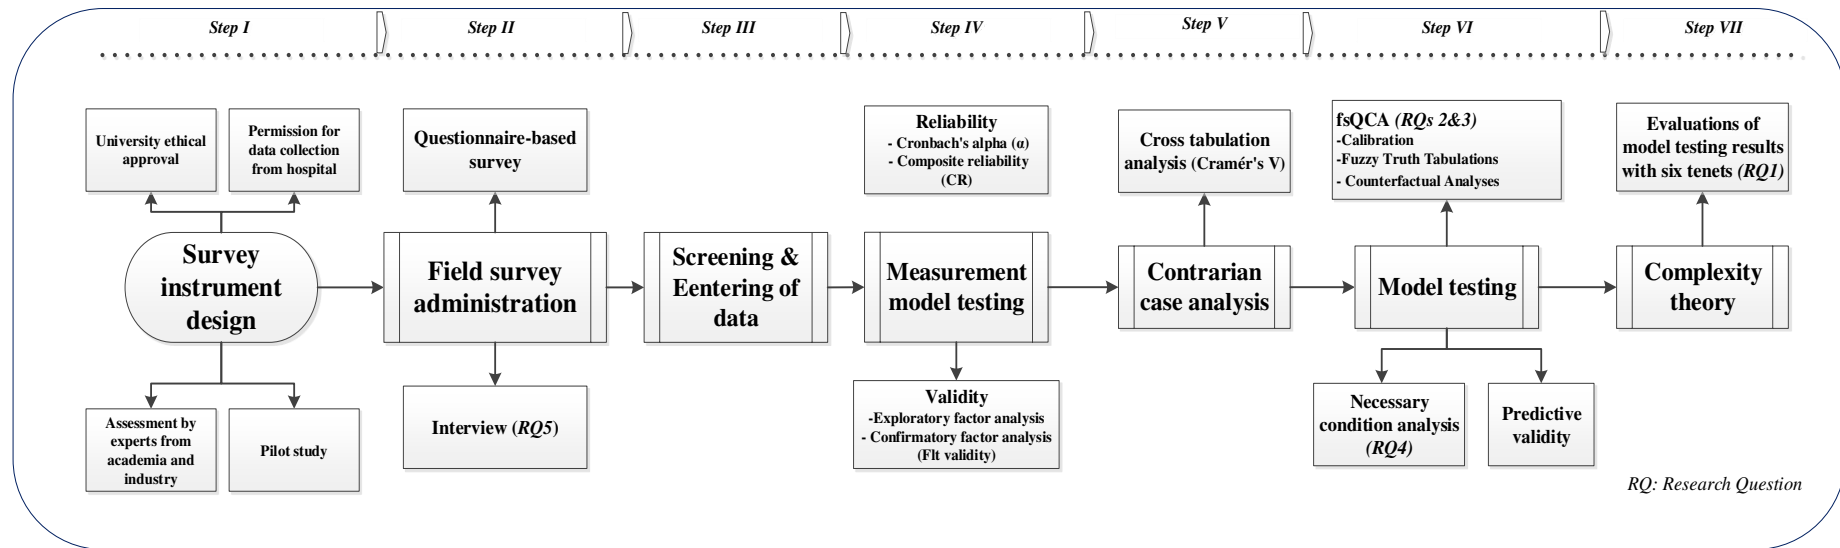 Step I
Step II
Step III
Step IV
Step V
Step VI
Step VII
University ethical
approval
Permission for
data collection
from hospital
Questionnaire-based
survey
Reliability
- Cronbach's alpha (α)
- Composite reliability
(CR)
Cross tabulation
analysis (Cramér's V)
fsQCA (RQs 2&3)
-Calibration
-Fuzzy Truth Tabulations
- Counterfactual Analyses
Evaluations of
model testing results
with six tenets (RQ1)
Survey
instrument
design
Field survey
administration
Screening &
Eentering of
data
Measurement
model testing
Contrarian
case analysis
Model testing
Complexity
theory
Assessment by
experts from
academia and
industry
Pilot study
Interview (RQ5)
Validity
-Exploratory factor analysis
- Confirmatory factor analysis
(FIt validity)
Necessary
condition analysis
(RQ4)
Predictive
validity
RQ: Research Question